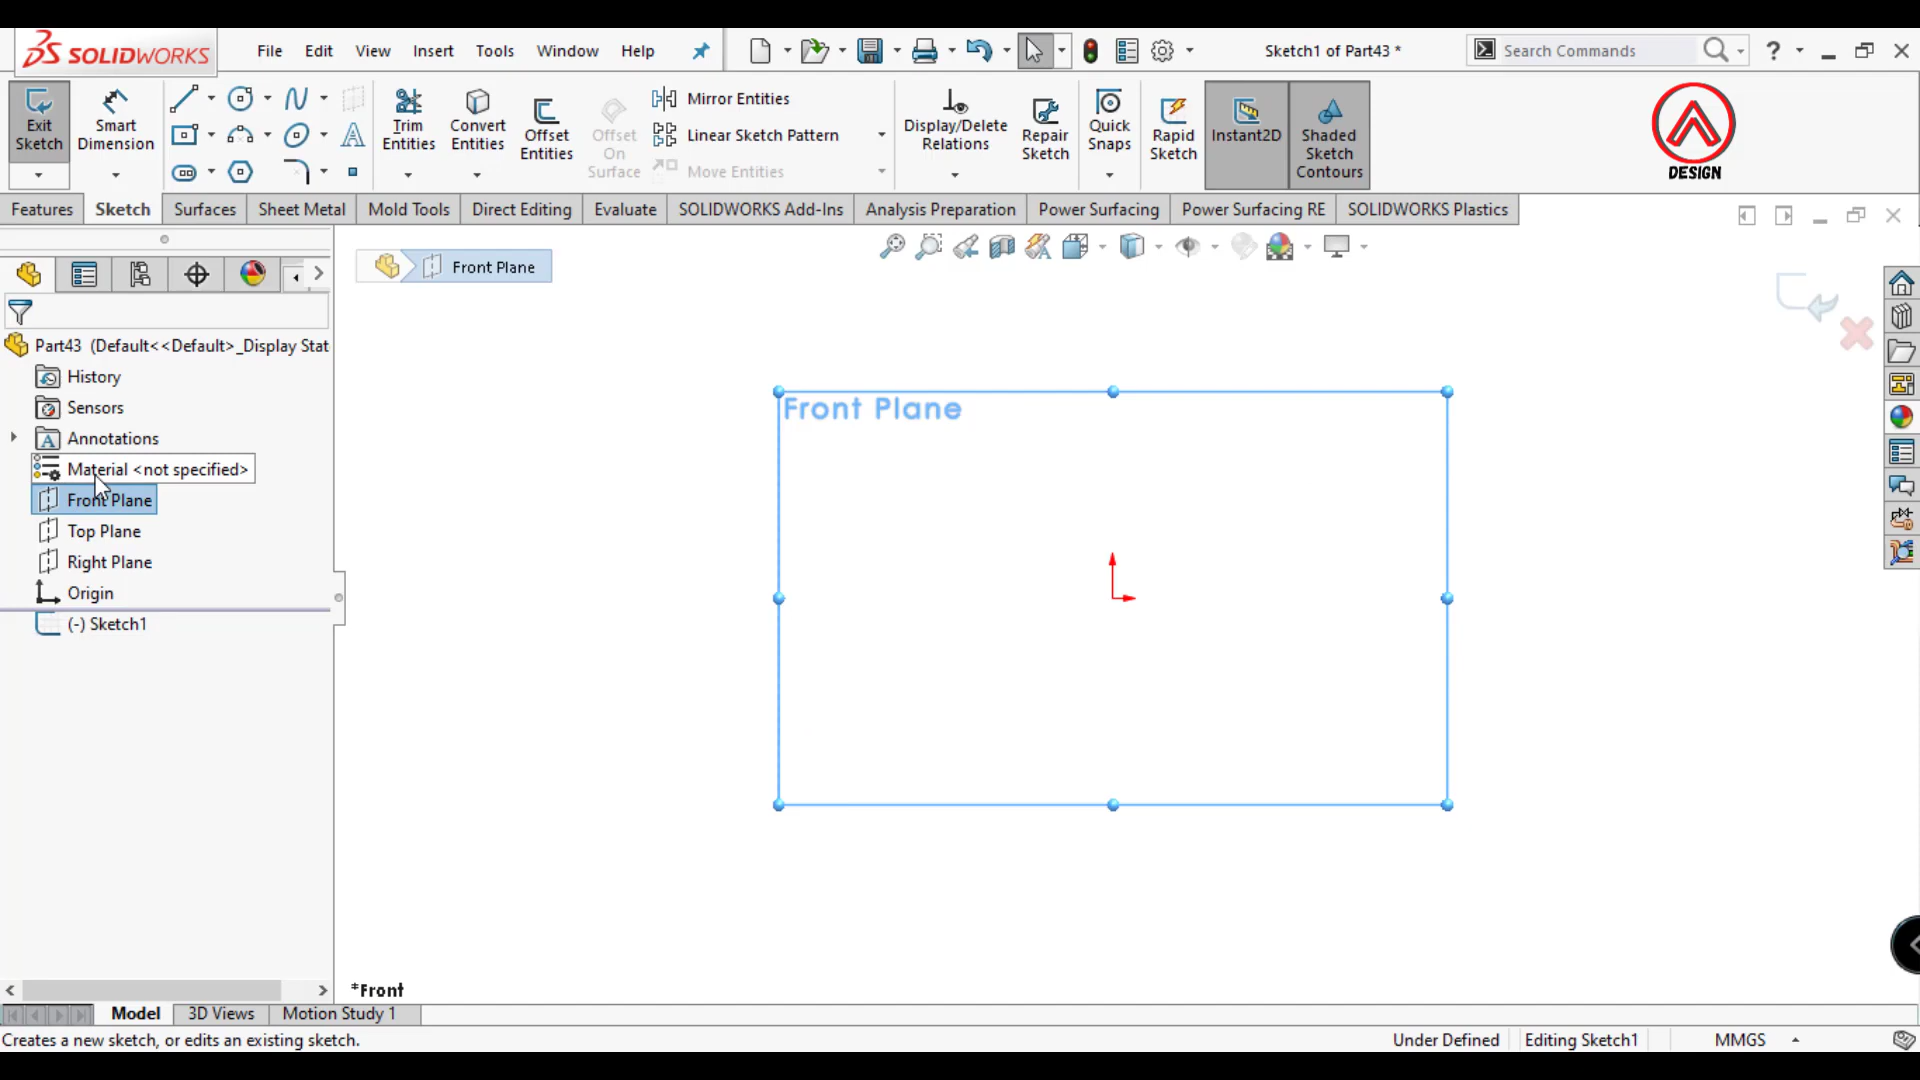 SOLIDWORKS
File Edit View Insert Tools Window Help
Sketch1 of Part43 *
Search Commands
?
Exit Sketch
Smart Dimension
Trim Entities
Convert Entities
Offset Entities
Offset On Surface
Mirror Entities
Linear Sketch Pattern
Move Entities
Display/Delete Relations
Repair Sketch
Quick Snaps
Rapid Sketch
Instant2D
Shaded Sketch Contours
DESIGN
Features Sketch Surfaces Sheet Metal Mold Tools Direct Editing Evaluate SOLIDWORKS Add-Ins Analysis Preparation Power Surfacing Power Surfacing RE SOLIDWORKS Plastics
Front Plane
Part43 (Default<<Default>_Display Stat
History
Sensors
Annotations
Material <not specified>
Front Plane
Top Plane
Right Plane
Origin
(-) Sketch1
Front Plane
*Front
Model 3D Views Motion Study 1
Creates a new sketch, or edits an existing sketch.
Under Defined Editing Sketch1 MMGS